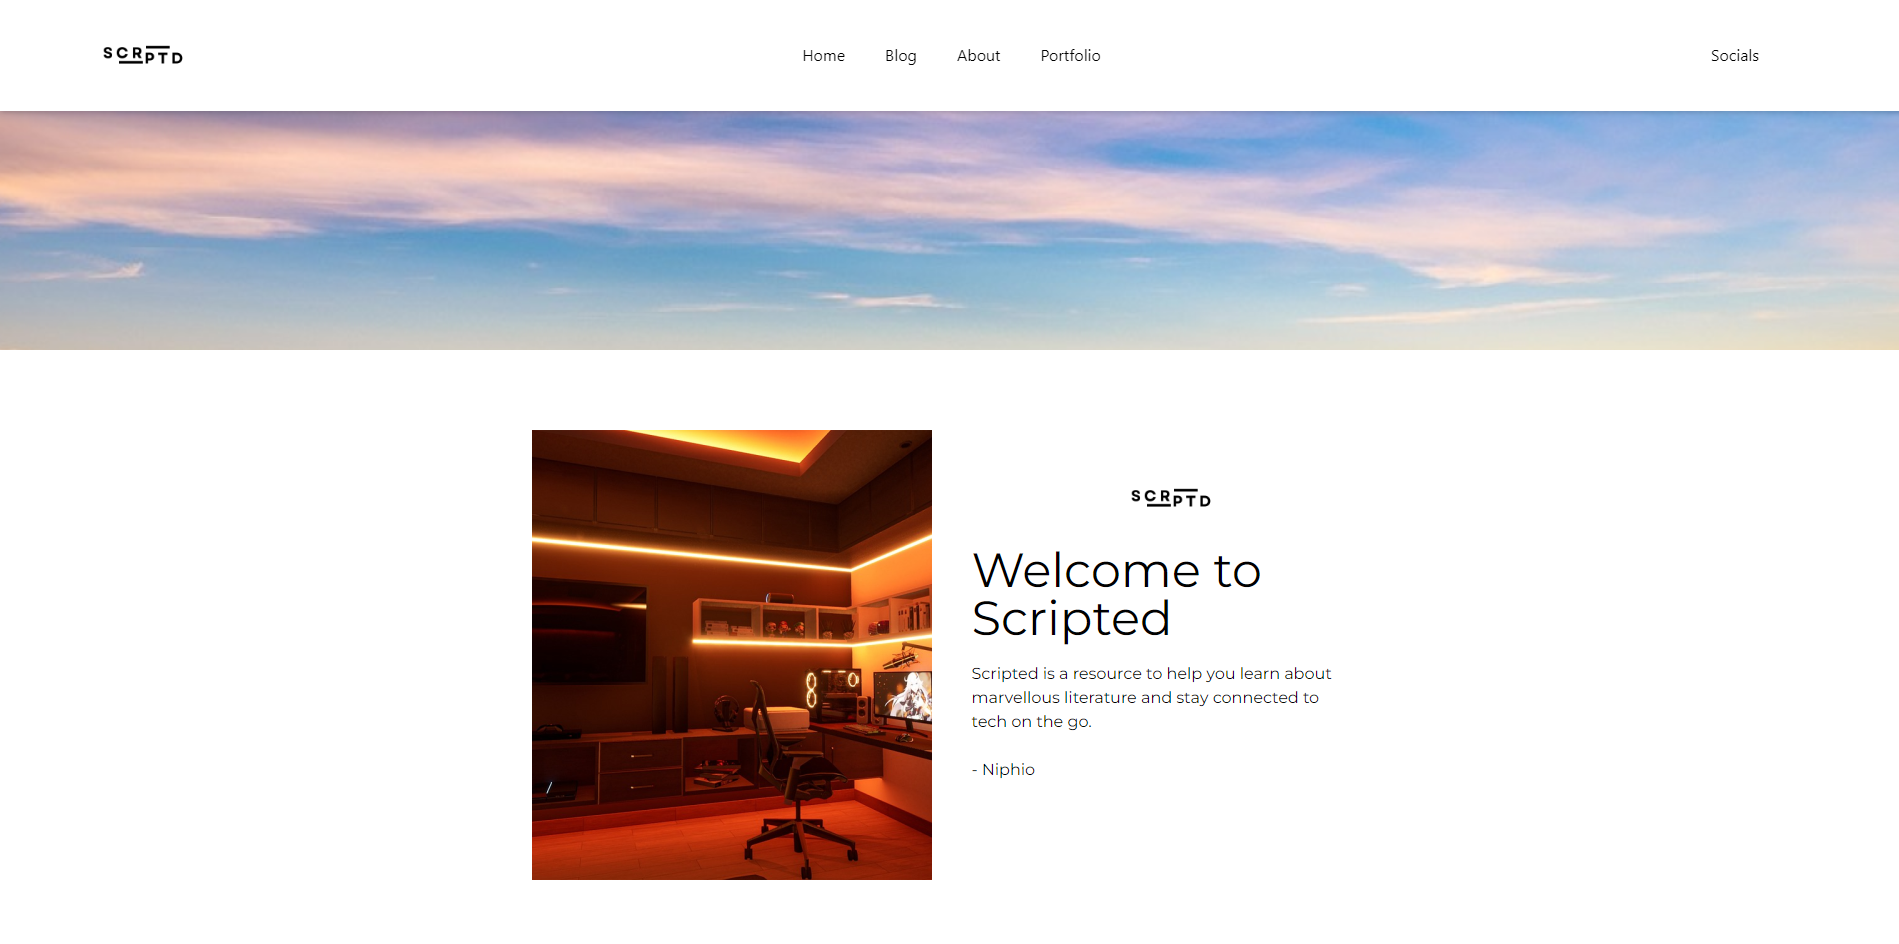 SCRPTD
Home
Blog
About
Portfolio
Socials
SCRPTD
Welcome to
Scripted
Scripted is a resource to help you learn about
marvellous literature and stay connected to
tech on the go.
- Niphio